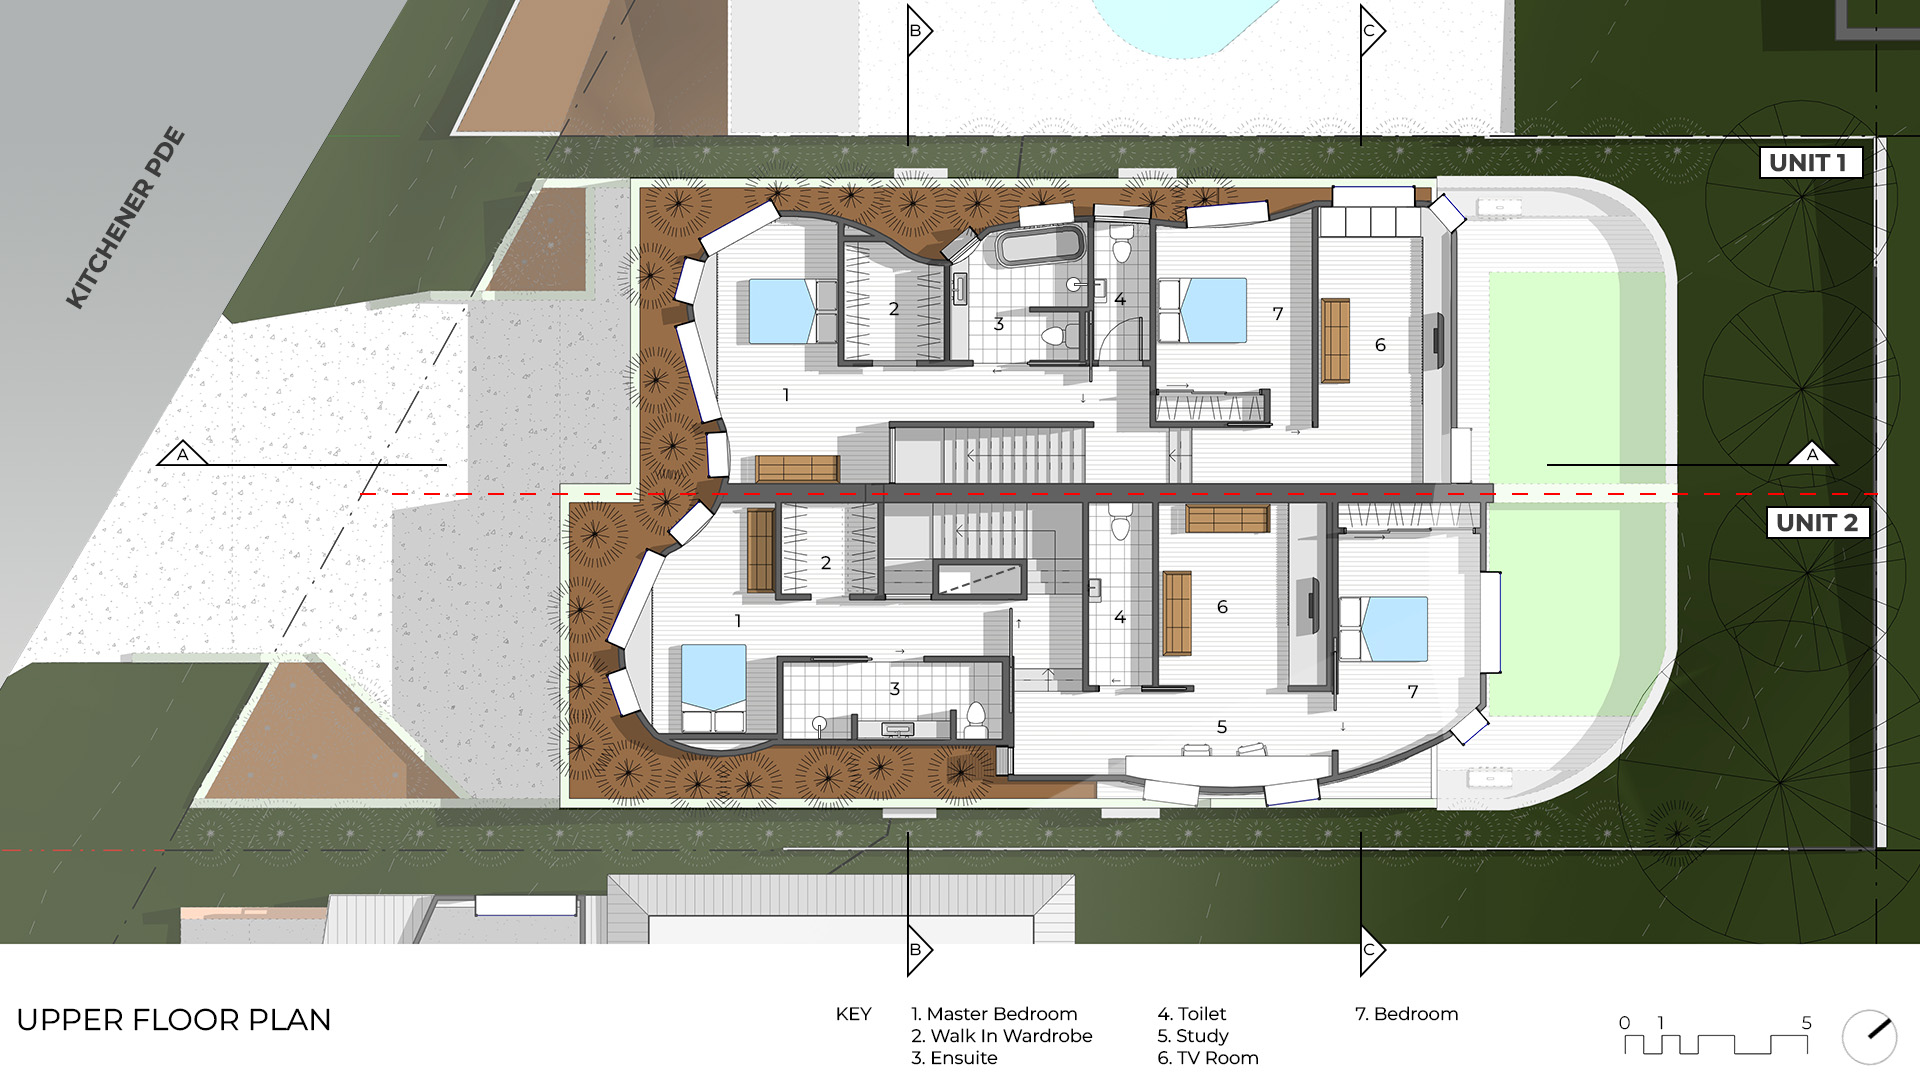 B
C
KITCHENER PDE
UNIT 1
2
3
4
7
6
1
A
A
UNIT 2
2
1
4
6
3
7
5
B
C
UPPER FLOOR PLAN
KEY
1. Master Bedroom
2. Walk In Wardrobe
3. Ensuite
4. Toilet
5. Study
6. TV Room
7. Bedroom
0 1 5